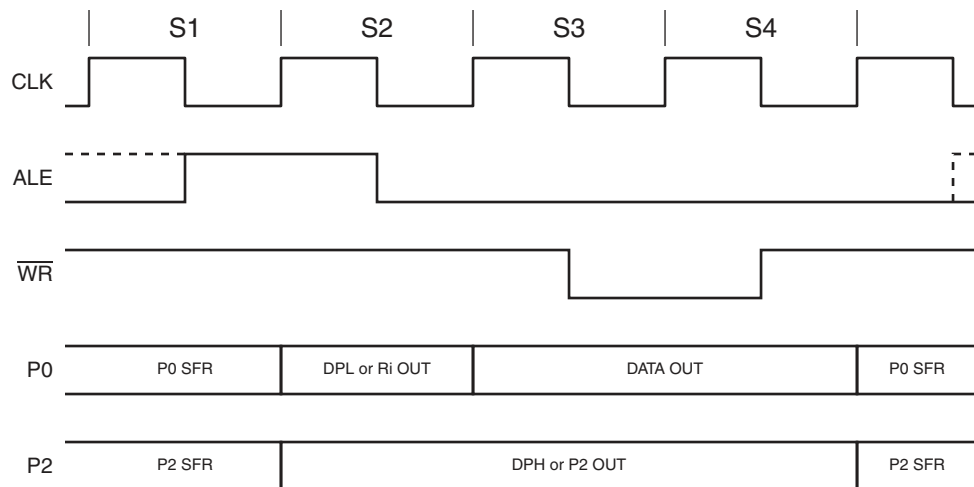 S1 S2 S3 S4
CLK
ALE
WR
P0 P0 SFR DPL or Ri OUT DATA OUT P0 SFR
P2 P2 SFR DPH or P2 OUT P2 SFR